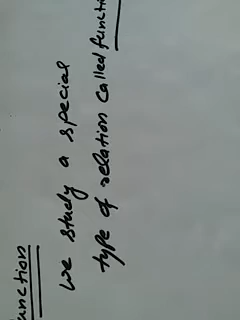 unction
we study a special
type of relation called functi